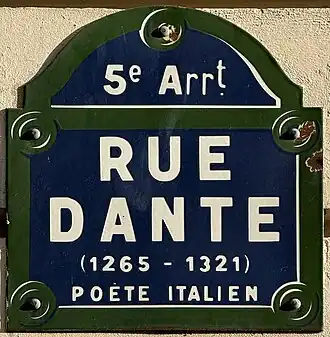 5e Arrt
RUE
DANTE
(1265 - 1321)
POÈTE ITALIEN